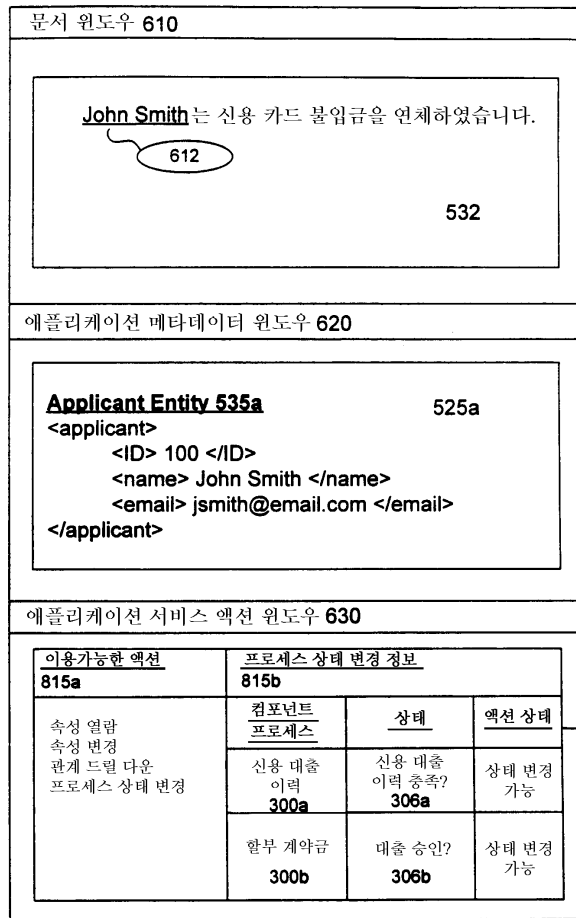 문서 윈도우 610
John Smith는 신용 카드 불입금을 연체하였습니다.
612
532
애플리케이션 메타데이터 윈도우 620
Applicant Entity 535a
525a
<applicant>
<ID> 100 </ID>
<name> John Smith </name>
<email> jsmith@email.com </email>
</applicant>
애플리케이션 서비스 액션 윈도우 630
이용가능한 액션
815a
프로세스 상태 변경 정보
815b
속성 열람
속성 변경
관계 드릴 다운
프로세스 상태 변경
컴포넌트
프로세스
상태
액션 상태
신용 대출
이력
300a
신용 대출
이력 충족?
306a
상태 변경
가능
할부 계약금
300b
대출 승인?
306b
상태 변경
가능